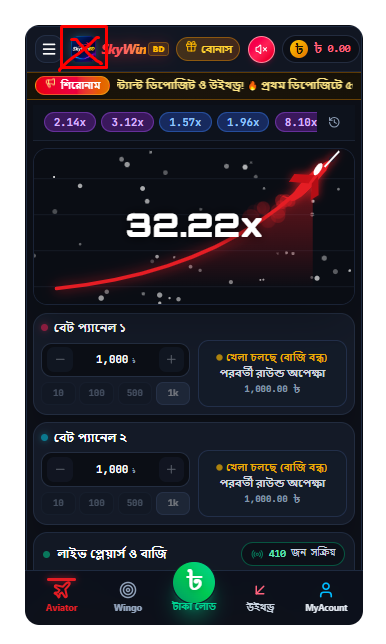 SkyWin BD বোনাস ৳ 0.00
শিরোনাম ষ্ট্যান্ট ডিপোজিট ও উইথড্র! 🔥 প্রথম ডিপোজিটে ৫
2.14x 3.12x 1.57x 1.96x 8.10x
32.22x
বেট প্যানেল ১
− 1,000 ৳ +
10 100 500 1k
খেলা চলছে (বাজি বন্ধ)
পরবর্তী রাউন্ড অপেক্ষা
1,000.00 ৳
বেট প্যানেল ২
− 1,000 ৳ +
10 100 500 1k
খেলা চলছে (বাজি বন্ধ)
পরবর্তী রাউন্ড অপেক্ষা
1,000.00 ৳
লাইভ প্লেয়ার্স ও বাজি 410 জন সক্রিয়
৳
Aviator Wingo টাকা লোড উইথড্র MyAcount